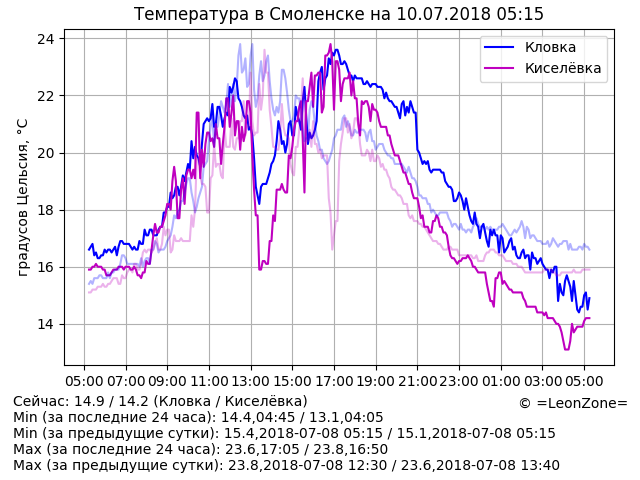 Температура в Смоленске на 10.07.2018 05:15
Кловка
Киселёвка
градусов Цельсия, °C
24
22
20
18
16
14
05:00 07:00 09:00 11:00 13:00 15:00 17:00 19:00 21:00 23:00 01:00 03:00 05:00
Сейчас: 14.9 / 14.2 (Кловка / Киселёвка)
© =LeonZone=
Min (за последние 24 часа): 14.4,04:45 / 13.1,04:05
Min (за предыдущие сутки): 15.4,2018-07-08 05:15 / 15.1,2018-07-08 05:15
Max (за последние 24 часа): 23.6,17:05 / 23.8,16:50
Max (за предыдущие сутки): 23.8,2018-07-08 12:30 / 23.6,2018-07-08 13:40